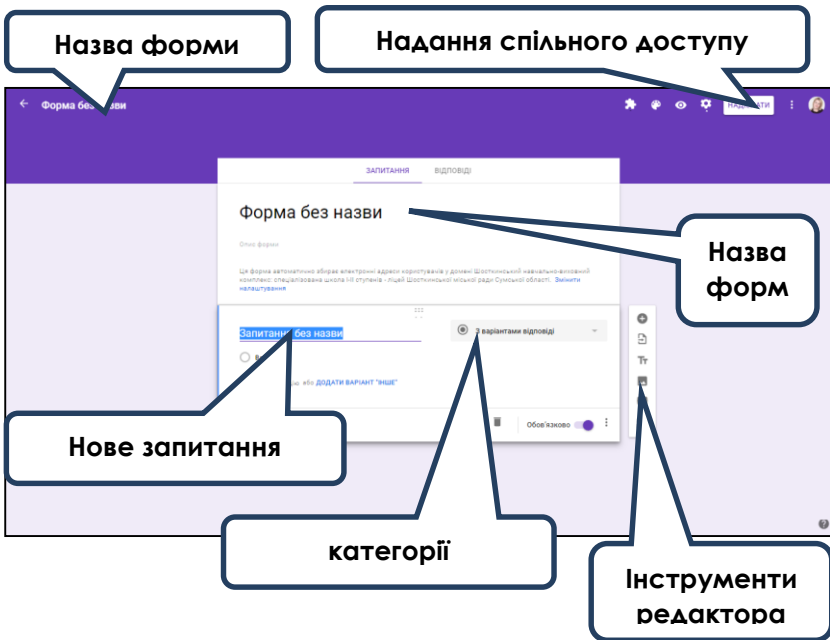 Назва форми
Надання спільного доступу
Форма без назви
ЗАПИТАННЯ ВІДПОВІДІ
Форма без назви
Опис форми
Назва
форм
Ця форма автоматично збирає електронні адреси користувачів у домені Шосткинський навчально-виховний
комплекс: спеціалізована школа І-ІІ ступенів - ліцей Шосткинської міської ради Сумської області. Змінити
налаштування
Запитання без назви
З варіантами відповіді
або ДОДАТИ ВАРІАНТ "ІНШЕ"
Обов'язково
Нове запитання
категорії
Інструменти
редактора